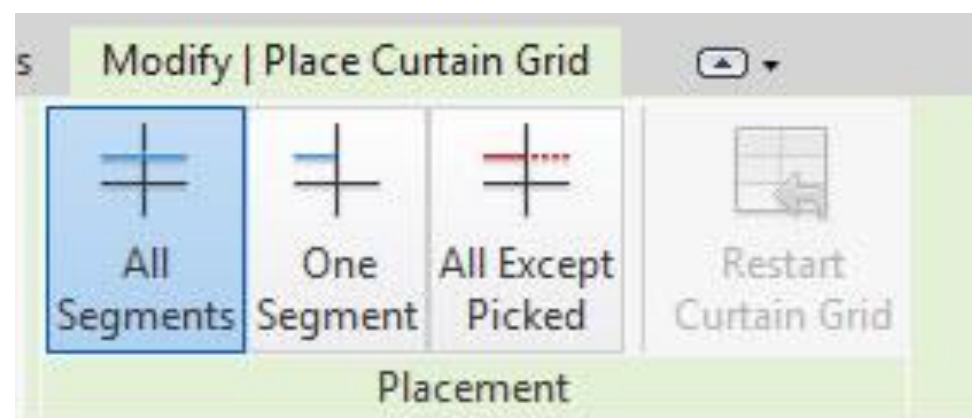 s Modify | Place Curtain Grid
All Segments
One Segment
All Except Picked
Restart Curtain Grid
Placement